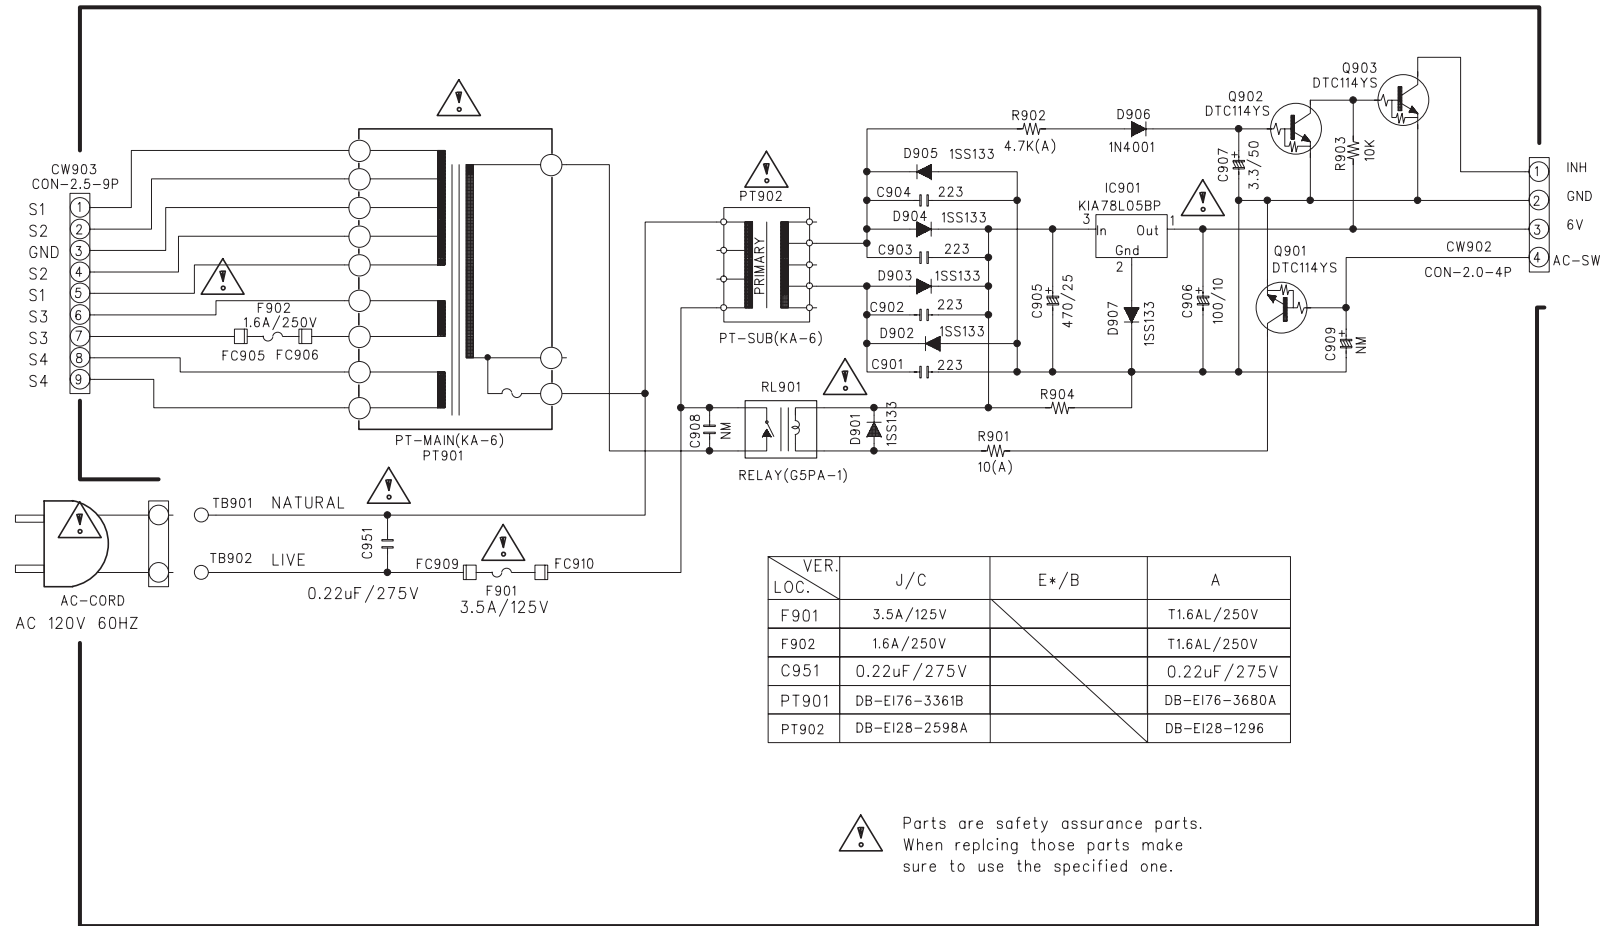 CW903
CON-2.5-9P
S1 1
S2 2
GND 3
S2 4
S1 5
S3 6
S3 7
S4 8
S4 9
F902
1.6A/250V
FC905 FC906
PT-MAIN(KA-6)
PT901
PT902
PRIMARY
PT-SUB(KA-6)
R902
4.7K(A)
D906
1N4001
D905 1SS133
C904 223
D904 1SS133
C903 223
D903 1SS133
C902 223
D902 1SS133
C901 223
IC901
KIA78L05BP
3 1
In Out
Gnd
2
C905
470/25
D907
1SS133
C906
100/10
Q902
DTC114YS
Q903
DTC114YS
C907
3.3/50
R903
10K
Q901
DTC114YS
C909
NM
1 INH
2 GND
3 6V
4 AC-SW
CW902
CON-2.0-4P
RL901
C908
NM
RELAY(G5PA-1)
D901
1SS133
R904
R901
10(A)
TB901 NATURAL
TB902 LIVE
C951
0.22uF/275V
FC909 FC910
F901
3.5A/125V
AC-CORD
AC 120V 60HZ
VER.
LOC. J/C E*/B A
F901 3.5A/125V T1.6AL/250V
F902 1.6A/250V T1.6AL/250V
C951 0.22uF/275V 0.22uF/275V
PT901 DB-EI76-3361B DB-EI76-3680A
PT902 DB-EI28-2598A DB-EI28-1296
Parts are safety assurance parts.
When replcing those parts make
sure to use the specified one.